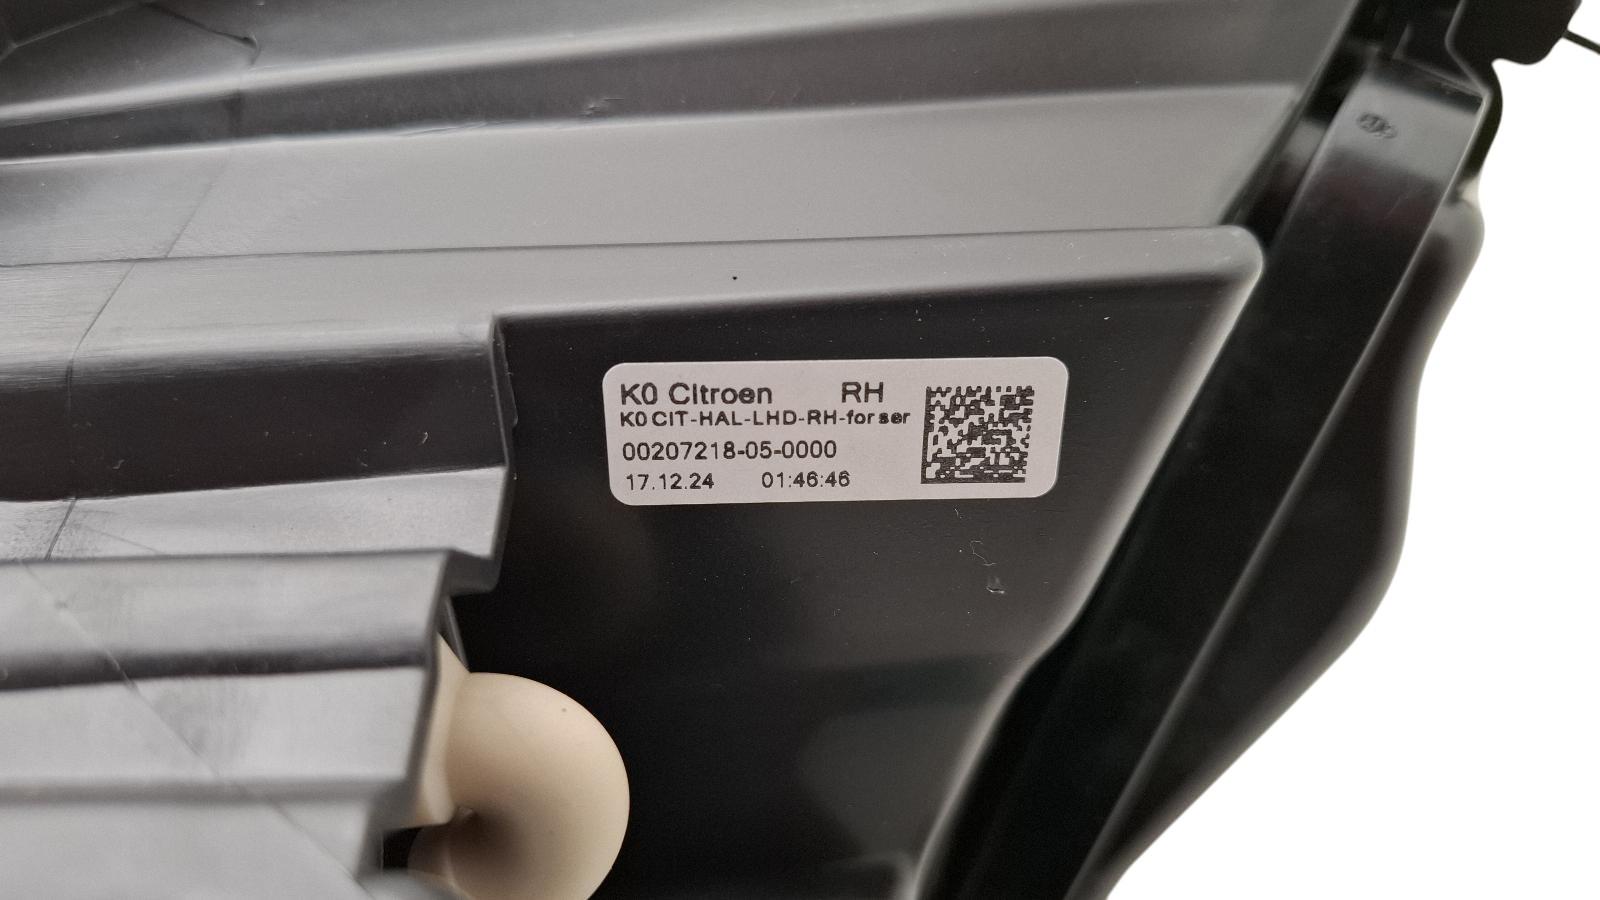 K0 Citroen RH
K0 CIT-HAL-LHD-RH-for ser
00207218-05-0000
17.12.24 01:46:46